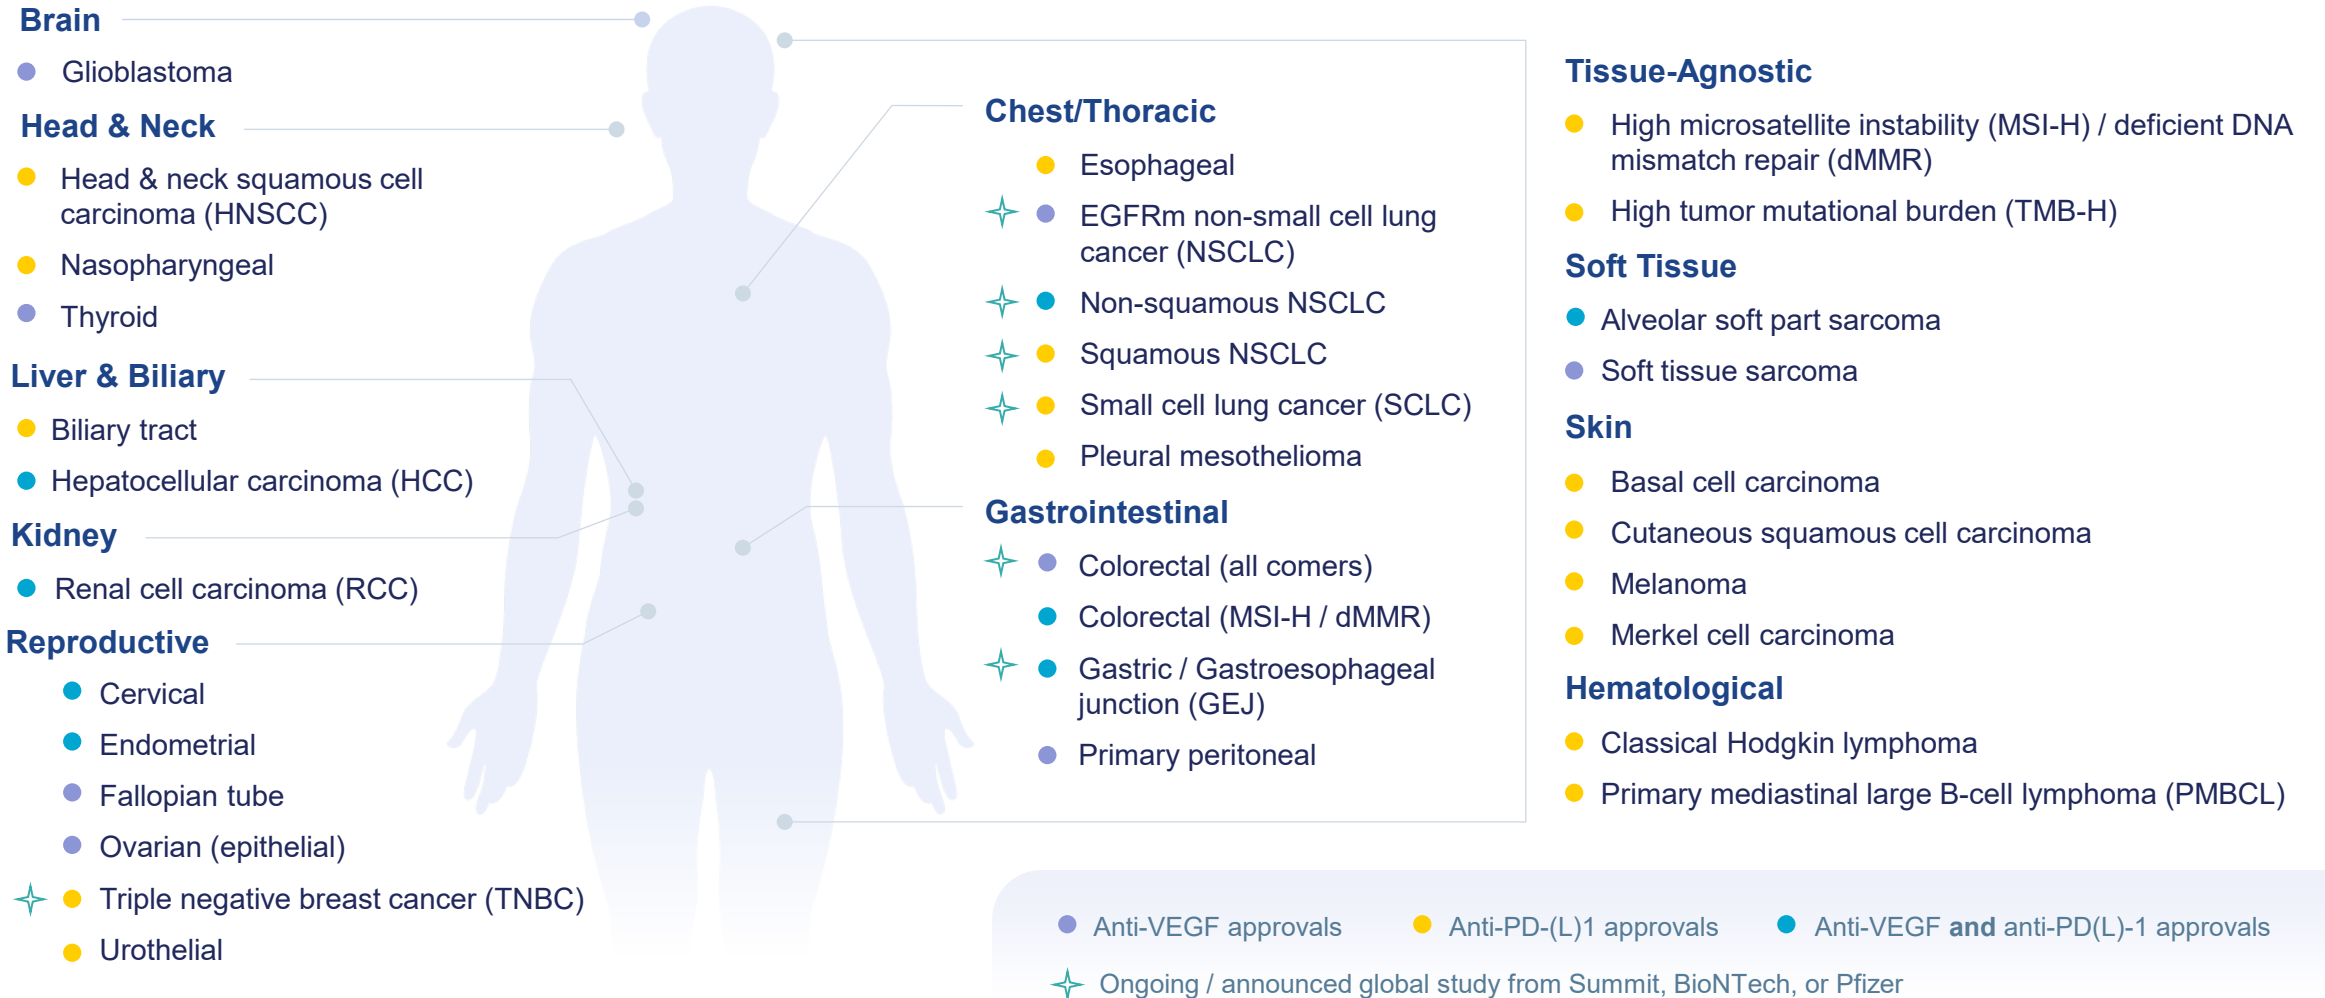 Brain
Glioblastoma
Head & Neck
Head & neck squamous cell
carcinoma (HNSCC)
Nasopharyngeal
Thyroid
Liver & Biliary
Biliary tract
Hepatocellular carcinoma (HCC)
Kidney
Renal cell carcinoma (RCC)
Reproductive
Cervical
Endometrial
Fallopian tube
Ovarian (epithelial)
Triple negative breast cancer (TNBC)
Urothelial
Chest/Thoracic
Esophageal
EGFRm non-small cell lung
cancer (NSCLC)
Non-squamous NSCLC
Squamous NSCLC
Small cell lung cancer (SCLC)
Pleural mesothelioma
Gastrointestinal
Colorectal (all comers)
Colorectal (MSI-H / dMMR)
Gastric / Gastroesophageal
junction (GEJ)
Primary peritoneal
Tissue-Agnostic
High microsatellite instability (MSI-H) / deficient DNA
mismatch repair (dMMR)
High tumor mutational burden (TMB-H)
Soft Tissue
Alveolar soft part sarcoma
Soft tissue sarcoma
Skin
Basal cell carcinoma
Cutaneous squamous cell carcinoma
Melanoma
Merkel cell carcinoma
Hematological
Classical Hodgkin lymphoma
Primary mediastinal large B-cell lymphoma (PMBCL)
Anti-VEGF approvals
Anti-PD-(L)1 approvals
Anti-VEGF and anti-PD(L)-1 approvals
Ongoing / announced global study from Summit, BioNTech, or Pfizer